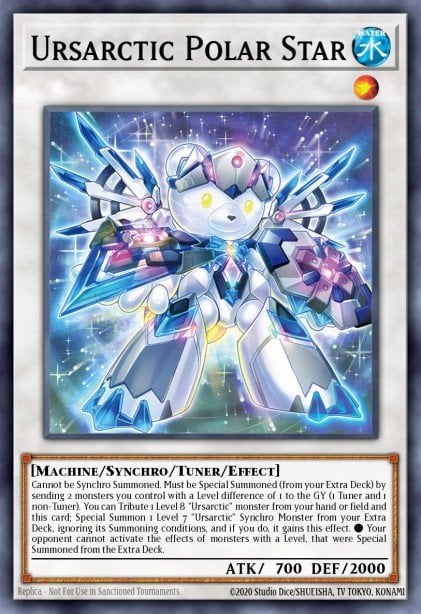 URSARCTIC POLAR STAR
WATER
水
[MACHINE/SYNCHRO/TUNER/EFFECT]
Cannot be Synchro Summoned. Must be Special Summoned (from your Extra Deck) by
sending 2 monsters you control with a Level difference of 1 to the GY (1 Tuner and 1
non-Tuner). You can Tribute 1 Level 8 "Ursarctic" monster from your hand or field and
this card; Special Summon 1 Level 7 "Ursarctic" Synchro Monster from your Extra
Deck, ignoring its Summoning conditions, and if you do, it gains this effect. ● Your
opponent cannot activate the effects of monsters with a Level, that were Special
Summoned from the Extra Deck.
ATK/ 700 DEF/2000
Replica - Not For Use in Sanctioned Tournaments.
©2020 Studio Dice/SHUEISHA, TV TOKYO, KONAMI